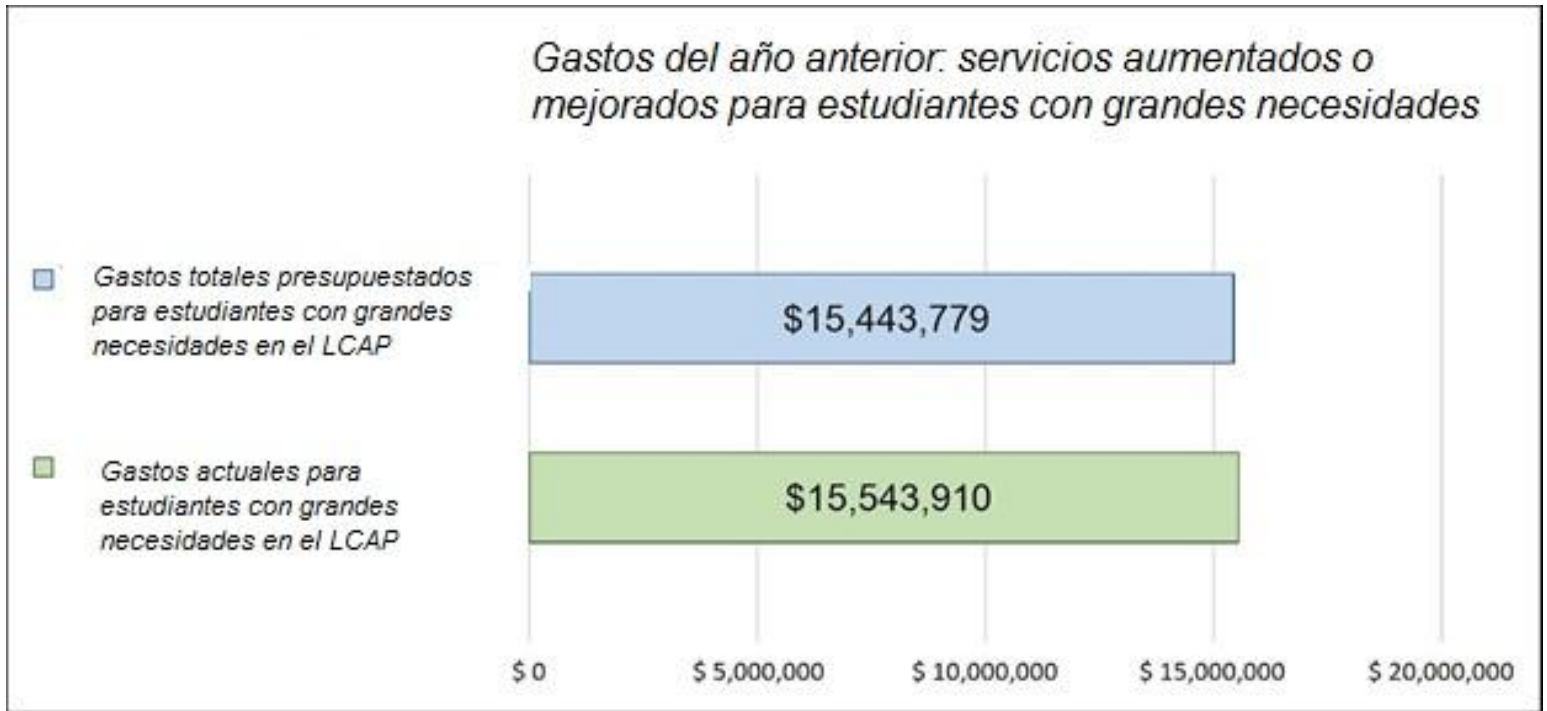 Gastos del año anterior: servicios aumentados o
mejorados para estudiantes con grandes necesidades
Gastos totales presupuestados
para estudiantes con grandes
necesidades en el LCAP
$15,443,779
Gastos actuales para
estudiantes con grandes
necesidades en el LCAP
$15,543,910
$ 0
$ 5,000,000
$ 10,000,000
$ 15,000,000
$ 20,000,000